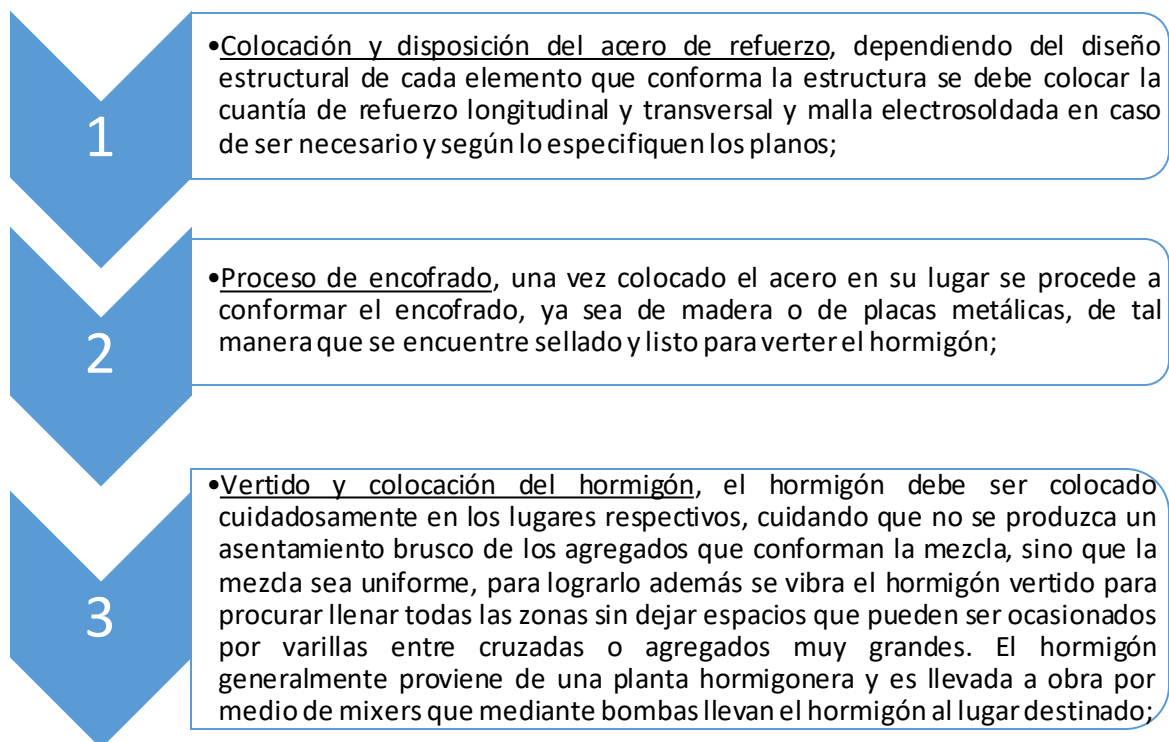 1
•Colocación y disposición del acero de refuerzo, dependiendo del diseño
estructural de cada elemento que conforma la estructura se debe colocar la
cuantía de refuerzo longitudinal y transversal y malla electrosoldada en caso
de ser necesario y según lo especifiquen los planos;
2
•Proceso de encofrado, una vez colocado el acero en su lugar se procede a
conformar el encofrado, ya sea de madera o de placas metálicas, de tal
manera que se encuentre sellado y listo para verter el hormigón;
3
•Vertido y colocación del hormigón, el hormigón debe ser colocado
cuidadosamente en los lugares respectivos, cuidando que no se produzca un
asentamiento brusco de los agregados que conforman la mezcla, sino que la
mezcla sea uniforme, para lograrlo además se vibra el hormigón vertido para
procurar llenar todas las zonas sin dejar espacios que pueden ser ocasionados
por varillas entre cruzadas o agregados muy grandes. El hormigón
generalmente proviene de una planta hormigonera y es llevada a obra por
medio de mixers que mediante bombas llevan el hormigón al lugar destinado;